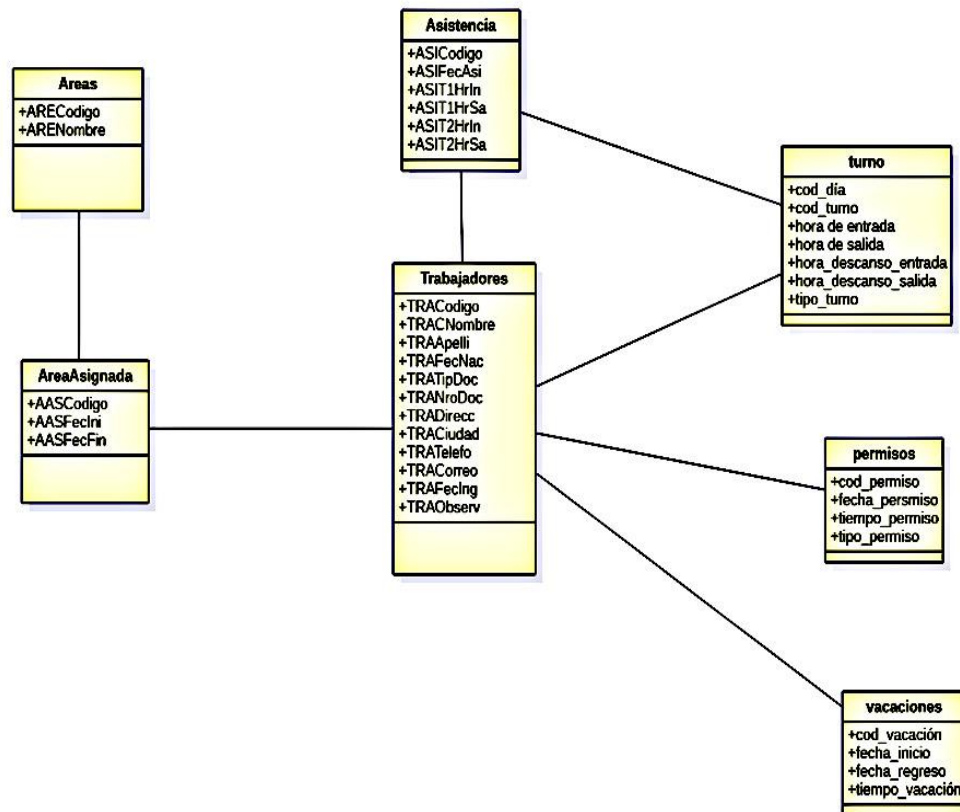 Asistencia
+ASICodigo
+ASIFecAsi
+ASIT1HrIn
+ASIT1HrSa
+ASIT2HrIn
+ASIT2HrSa
Areas
+ARECodigo
+ARENombre
turno
+cod_día
+cod_turno
+hora de entrada
+hora de salida
+hora_descanso_entrada
+hora_descanso_salida
+tipo_turno
Trabajadores
+TRACodigo
+TRACNombre
+TRAApelli
+TRAFecNac
+TRATipDoc
+TRANroDoc
+TRADirecc
+TRACiudad
+TRATelefo
+TRACorreo
+TRAFecIng
+TRAObserv
AreaAsignada
+AASCodigo
+AASFecIni
+AASFecFin
permisos
+cod_permiso
+fecha_persmiso
+tiempo_permiso
+tipo_permiso
vacaciones
+cod_vacación
+fecha_inicio
+fecha_regreso
+tiempo_vacación